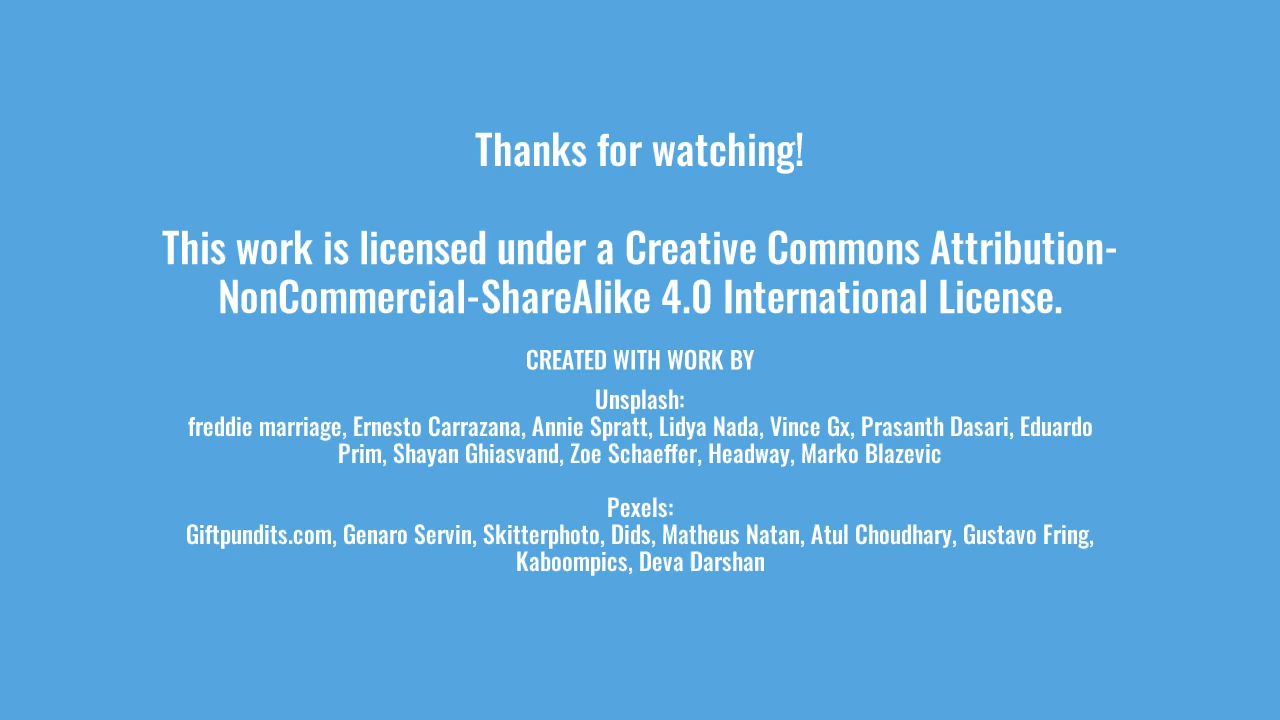 Thanks for watching!
This work is licensed under a Creative Commons Attribution-
NonCommercial-ShareAlike 4.0 International License.
CREATED WITH WORK BY
Unsplash:
freddie marriage, Ernesto Carrazana, Annie Spratt, Lidya Nada, Vince Gx, Prasanth Dasari, Eduardo
Prim, Shayan Ghiasvand, Zoe Schaeffer, Headway, Marko Blazevic
Pexels:
Giftpundits.com, Genaro Servin, Skitterphoto, Dids, Matheus Natan, Atul Choudhary, Gustavo Fring,
Kaboompics, Deva Darshan